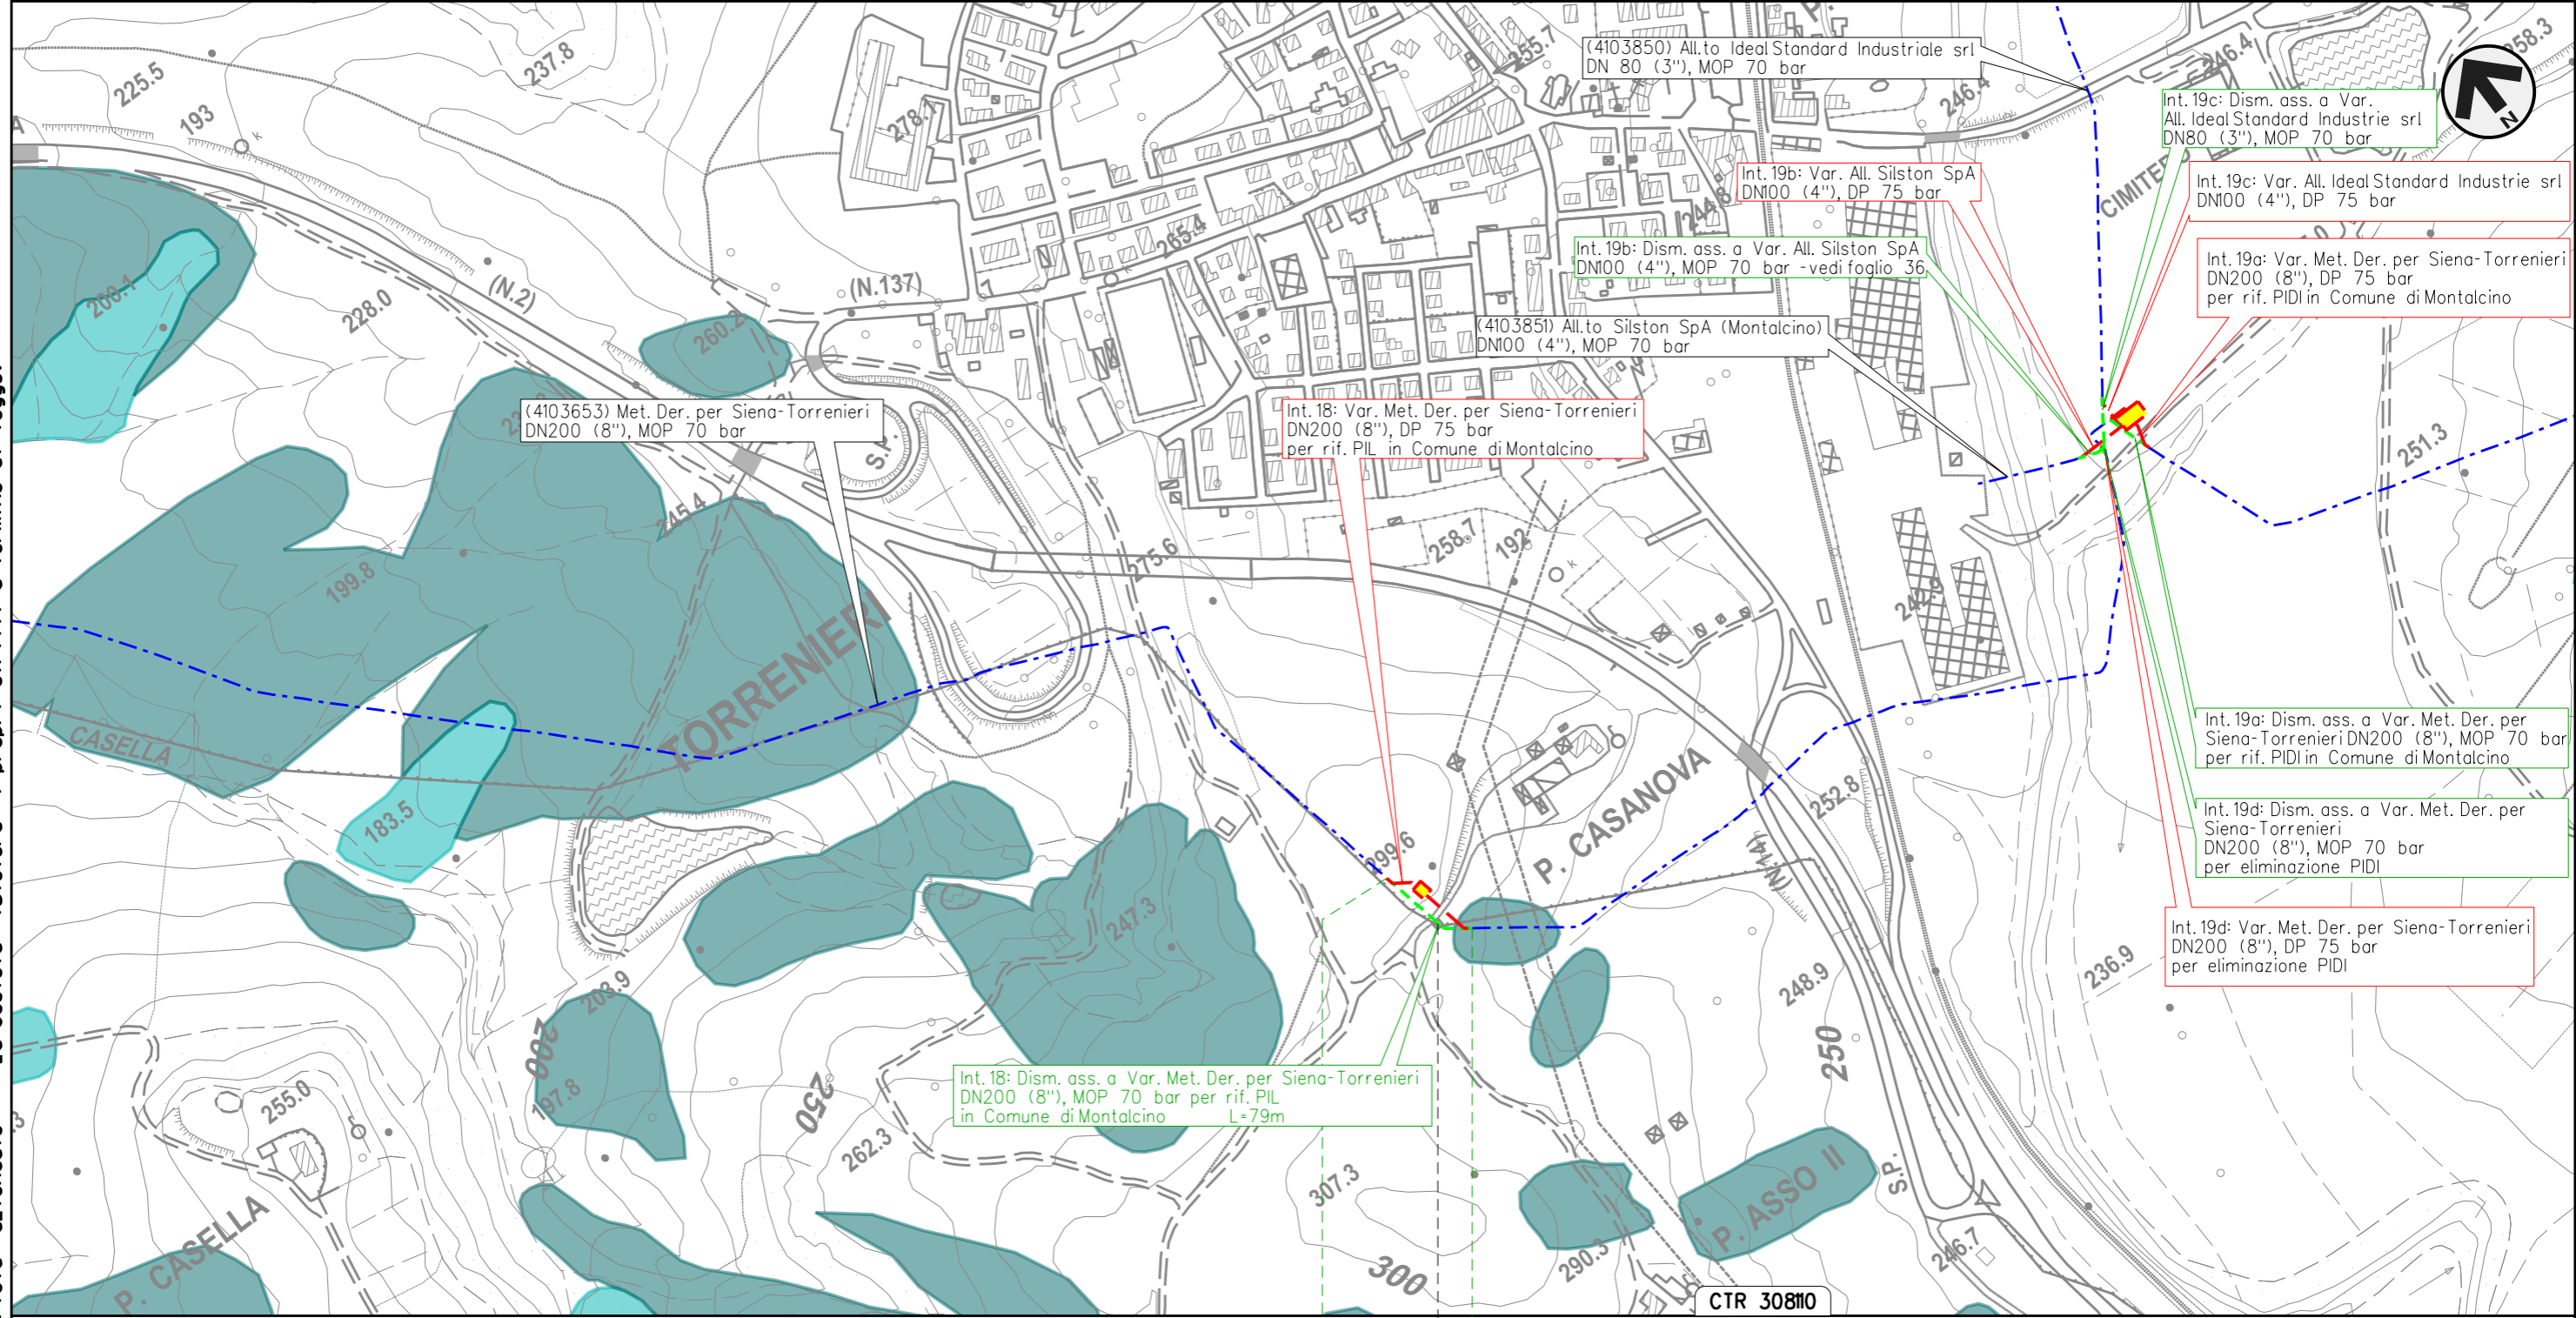 (4103850) All.to Ideal Standard Industriale srl
DN 80 (3"), MOP 70 bar
Int. 19c: Dism. ass. a Var.
All. Ideal Standard Industrie srl
DN80 (3"), MOP 70 bar
Int. 19b: Var. All. Silston SpA
DN100 (4"), DP 75 bar
Int. 19c: Var. All. Ideal Standard Industrie srl
DN100 (4"), DP 75 bar
Int. 19b: Dism. ass. a Var. All. Silston SpA
DN100 (4"), MOP 70 bar -vedi foglio 36
Int. 19a: Var. Met. Der. per Siena-Torrenieri
DN200 (8"), DP 75 bar
per rif. PIDI in Comune di Montalcino
(4103851) All.to Silston SpA (Montalcino)
DN100 (4"), MOP 70 bar
(4103653) Met. Der. per Siena-Torrenieri
DN200 (8"), MOP 70 bar
Int. 18: Var. Met. Der. per Siena-Torrenieri
DN200 (8"), DP 75 bar
per rif. PIL in Comune di Montalcino
Int. 19a: Dism. ass. a Var. Met. Der. per
Siena-Torrenieri DN200 (8"), MOP 70 bar
per rif. PIDI in Comune di Montalcino
Int. 19d: Dism. ass. a Var. Met. Der. per
Siena-Torrenieri
DN200 (8"), MOP 70 bar
per eliminazione PIDI
Int. 19d: Var. Met. Der. per Siena-Torrenieri
DN200 (8"), DP 75 bar
per eliminazione PIDI
Int. 18: Dism. ass. a Var. Met. Der. per Siena-Torrenieri
DN200 (8"), MOP 70 bar per rif. PIL
in Comune di Montalcino L=79m
225.5
193
k
237.8
278.1
255.7
246.4
246.4
258.3
N
CIMITERO
244.8
265.4
(N.2)
(N.137)
228.0
200.1
260.2
S.P.
245.4
199.8
275.6
258.7
192
k
242.9
251.3
TORRENIERI
CASELLA
183.5
299.6
P. CASANOVA
252.8
(N.14)
247.3
203.9
200
197.8
250
262.3
255.0
P. CASELLA
248.9
250
236.9
307.3
300
290.3
P. ASSO II
S.P.
246.7
CTR 308110